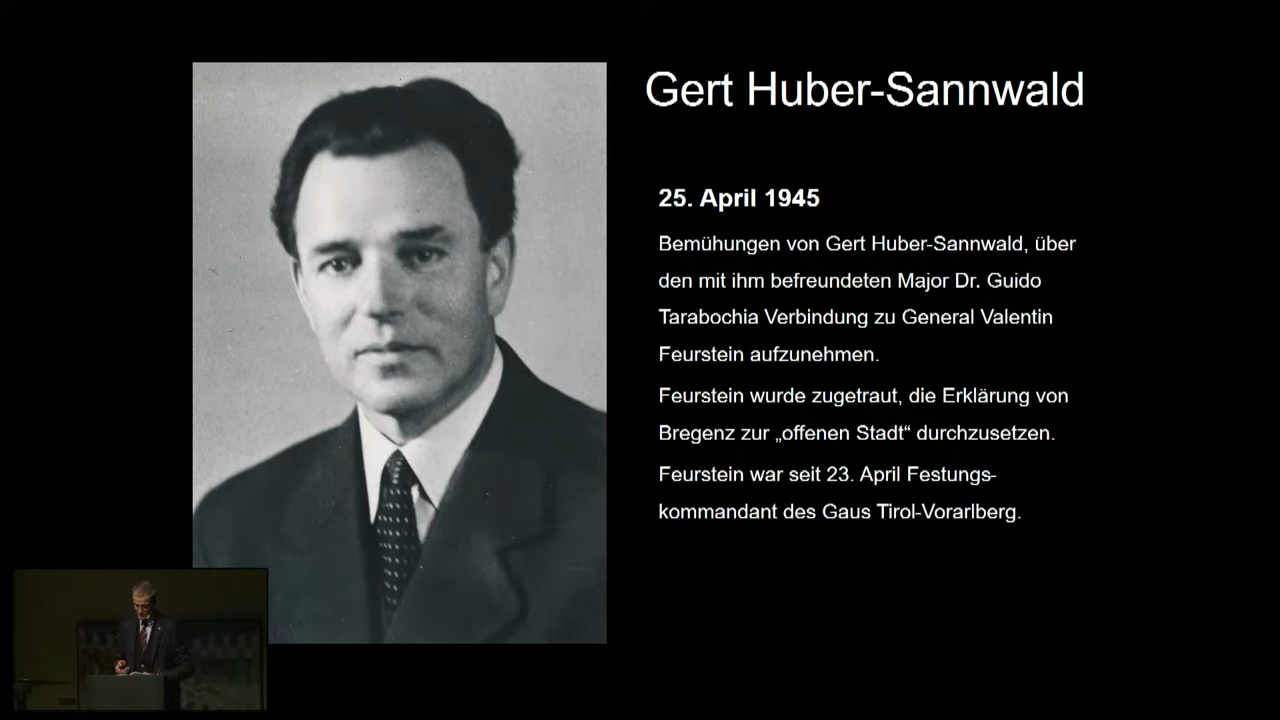 Gert Huber-Sannwald
25. April 1945
Bemühungen von Gert Huber-Sannwald, über
den mit ihm befreundeten Major Dr. Guido
Tarabochia Verbindung zu General Valentin
Feurstein aufzunehmen.
Feurstein wurde zugetraut, die Erklärung von
Bregenz zur „offenen Stadt“ durchzusetzen.
Feurstein war seit 23. April Festungs-
kommandant des Gaus Tirol-Vorarlberg.